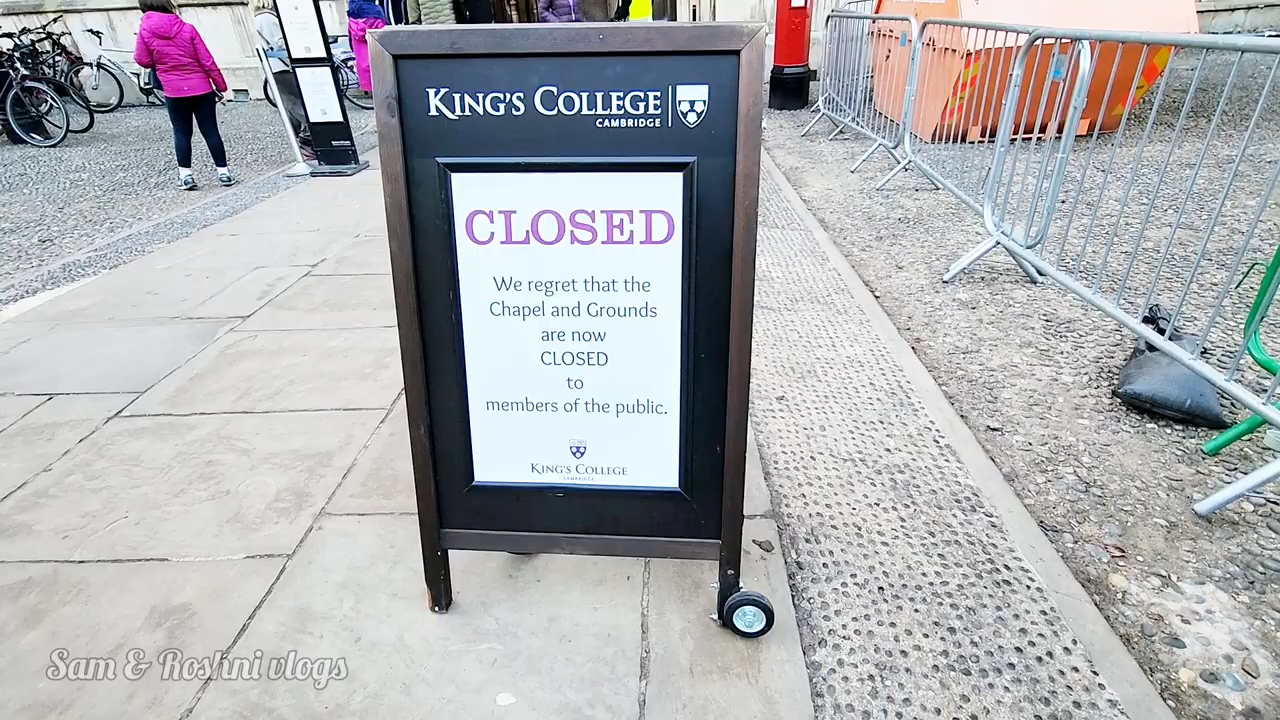 KING'S COLLEGE
CAMBRIDGE
CLOSED
We regret that the
Chapel and Grounds
are now
CLOSED
to
members of the public.
KING'S COLLEGE
CAMBRIDGE
Sam & Roshni vlogs